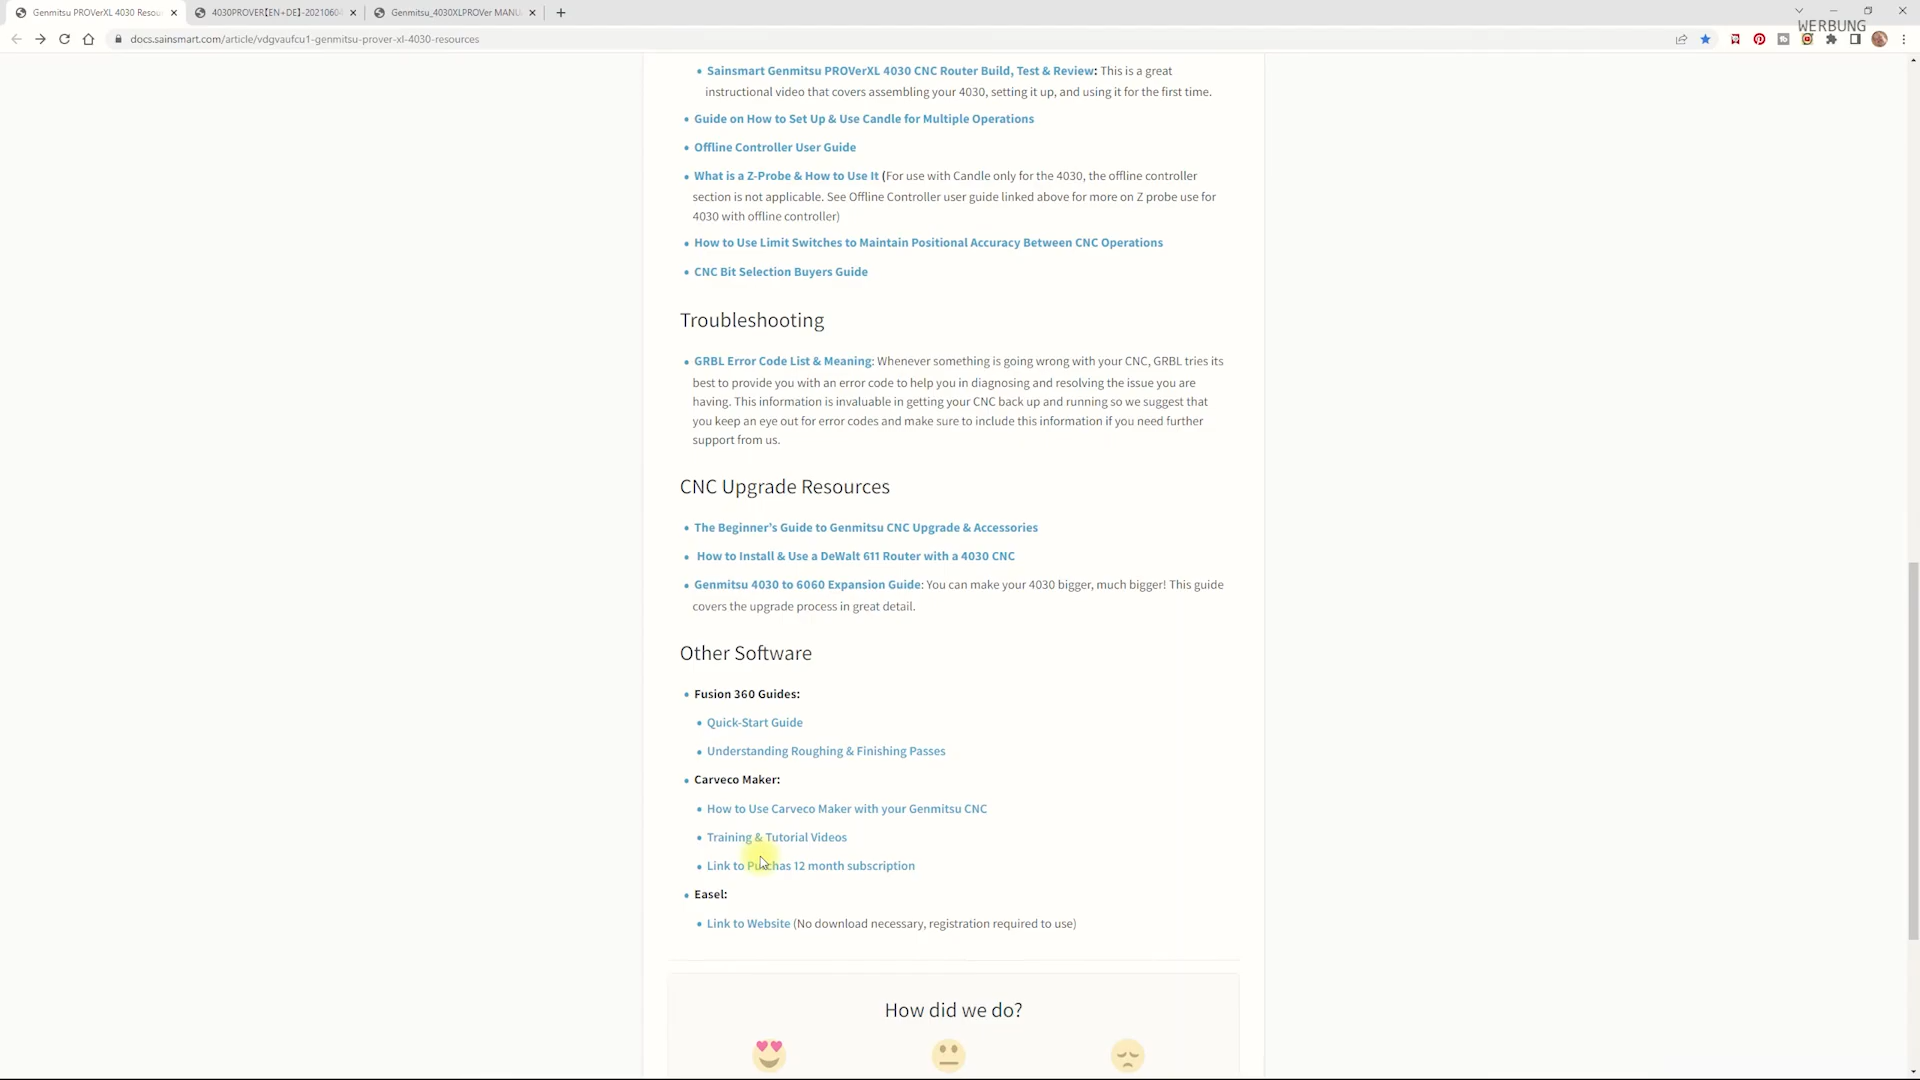 Genmitsu PROVerXL 4030 Resou
4030PROVER【EN+DE】-20210604
Genmitsu_4030XLPROVer MANU
WERBUNG
docs.sainsmart.com/article/vdgvaufcu1-genmitsu-prover-xl-4030-resources
Sainsmart Genmitsu PROVerXL 4030 CNC Router Build, Test & Review: This is a great
instructional video that covers assembling your 4030, setting it up, and using it for the first time.
Guide on How to Set Up & Use Candle for Multiple Operations
Offline Controller User Guide
What is a Z-Probe & How to Use It (For use with Candle only for the 4030, the offline controller
section is not applicable. See Offline Controller user guide linked above for more on Z probe use for
4030 with offline controller)
How to Use Limit Switches to Maintain Positional Accuracy Between CNC Operations
CNC Bit Selection Buyers Guide
Troubleshooting
GRBL Error Code List & Meaning: Whenever something is going wrong with your CNC, GRBL tries its
best to provide you with an error code to help you in diagnosing and resolving the issue you are
having. This information is invaluable in getting your CNC back up and running so we suggest that
you keep an eye out for error codes and make sure to include this information if you need further
support from us.
CNC Upgrade Resources
The Beginner's Guide to Genmitsu CNC Upgrade & Accessories
How to Install & Use a DeWalt 611 Router with a 4030 CNC
Genmitsu 4030 to 6060 Expansion Guide: You can make your 4030 bigger, much bigger! This guide
covers the upgrade process in great detail.
Other Software
Fusion 360 Guides:
Quick-Start Guide
Understanding Roughing & Finishing Passes
Carveco Maker:
How to Use Carveco Maker with your Genmitsu CNC
Training & Tutorial Videos
Link to Purchas 12 month subscription
Easel:
Link to Website (No download necessary, registration required to use)
How did we do?